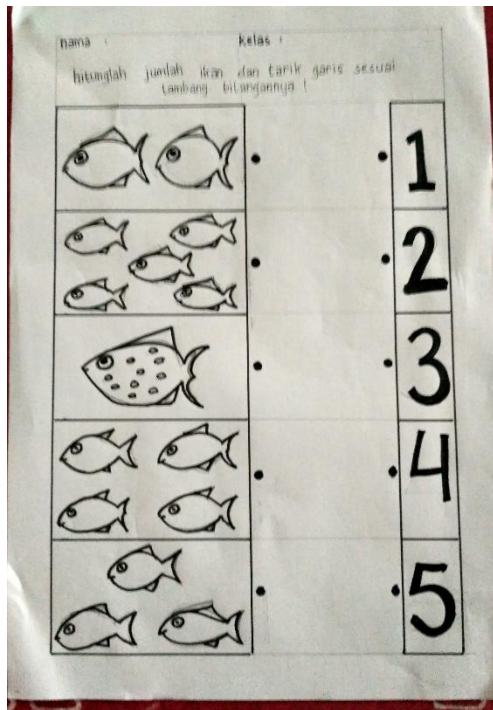 nama : kelas :
hitunglah jumlah ikan dan tarik garis sesuai
lambang bilangannya !
1
2
3
4
5